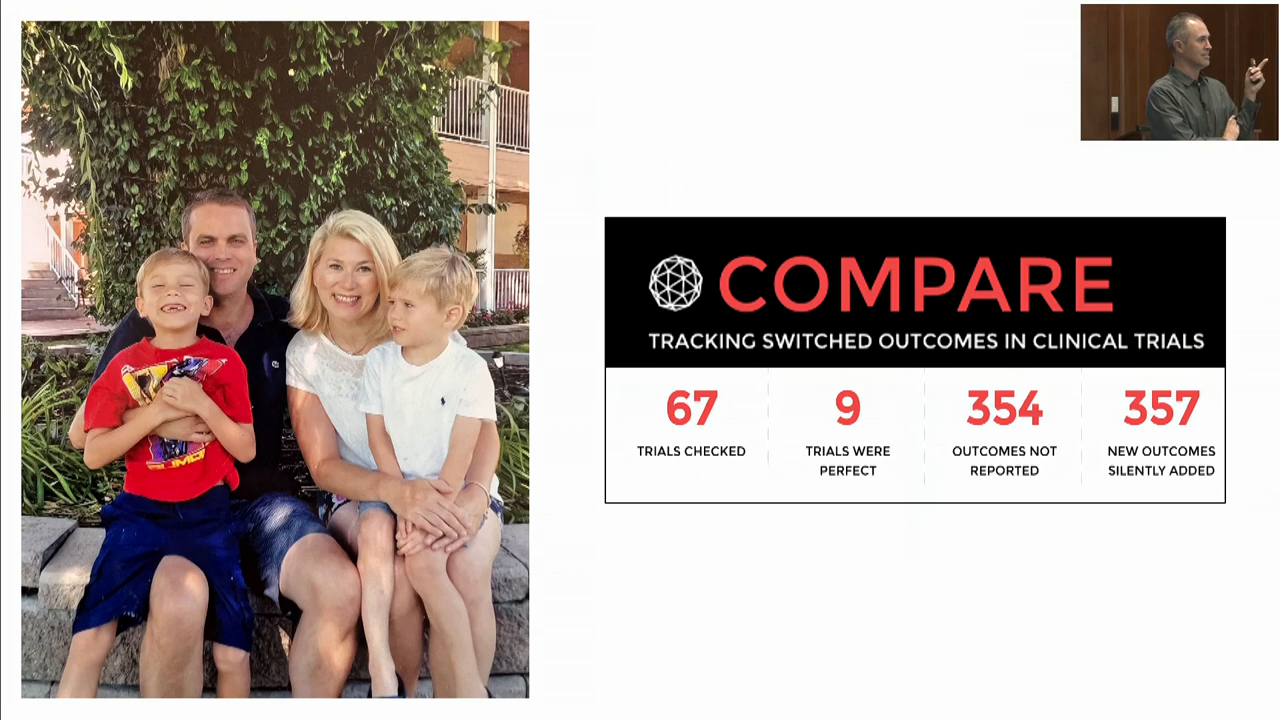 COMPARE
TRACKING SWITCHED OUTCOMES IN CLINICAL TRIALS
67
TRIALS CHECKED
9
TRIALS WERE
PERFECT
354
OUTCOMES NOT
REPORTED
357
NEW OUTCOMES
SILENTLY ADDED